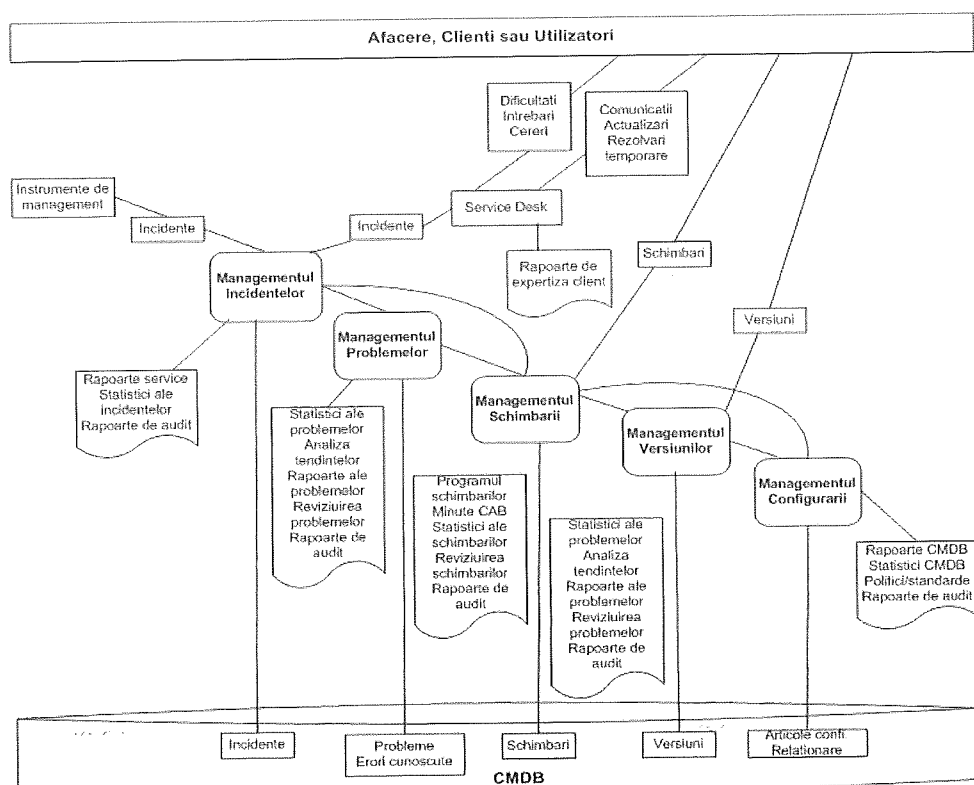 Afacere, Clienti sau Utilizatori
Dificultati
Intrebari
Cereri
Comunicatii
Actualizari
Rezolvari
temporare
Instrumente de
management
Incidente
Incidente
Service Desk
Schimbari
Rapoarte de
expertiza client
Managementul
Incidentelor
Versiuni
Managementul
Problemelor
Rapoarte service
Statistici ale
incidentelor
Rapoarte de audit
Managementul
Schimbarii
Managementul
Versiunilor
Managementul
Configurarii
Statistici ale
problemelor
Analiza
tendintelor
Rapoarte ale
problemelor
Reviziuirea
problemelor
Rapoarte de
audit
Programul
schimbarilor
Minute CAB
Statistici ale
schimbarilor
Reviziuirea
schimbarilor
Rapoarte de
audit
Statistici ale
problemelor
Analiza
tendintelor
Rapoarte ale
problemelor
Reviziuirea
problemelor
Rapoarte de
audit
Rapoarte CMDB
Statistici CMDB
Politici/standarde
Rapoarte de audit
Incidente
Probleme
Erori cunoscute
Schimbari
Versiuni
Articole confi
Relationare
CMDB